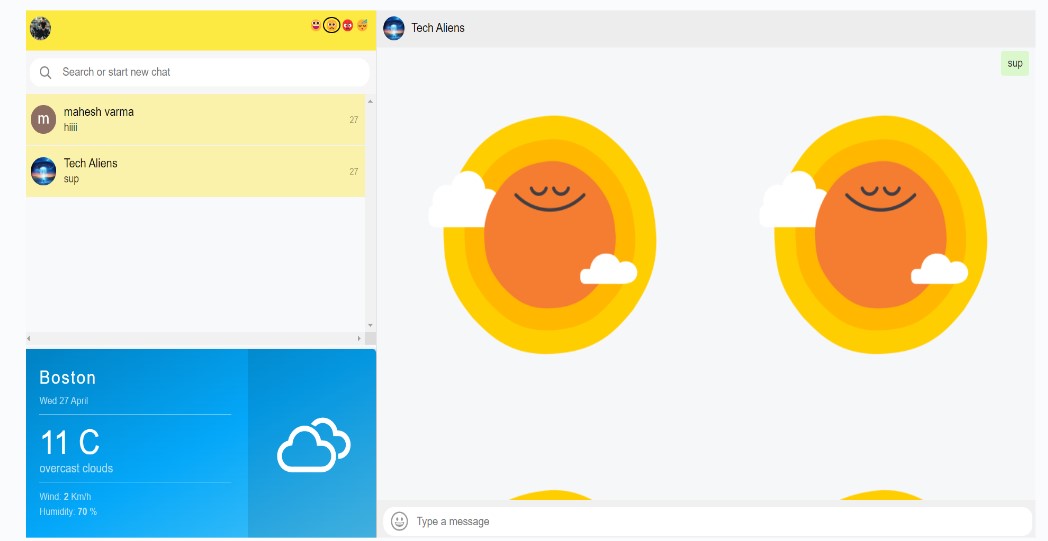 Search or start new chat
m
mahesh varma
hiiii
27
Tech Aliens
sup
27
Boston
Wed 27 April
11 C
overcast clouds
Wind: 2 Km/h
Humidity: 70 %
Tech Aliens
sup
Type a message